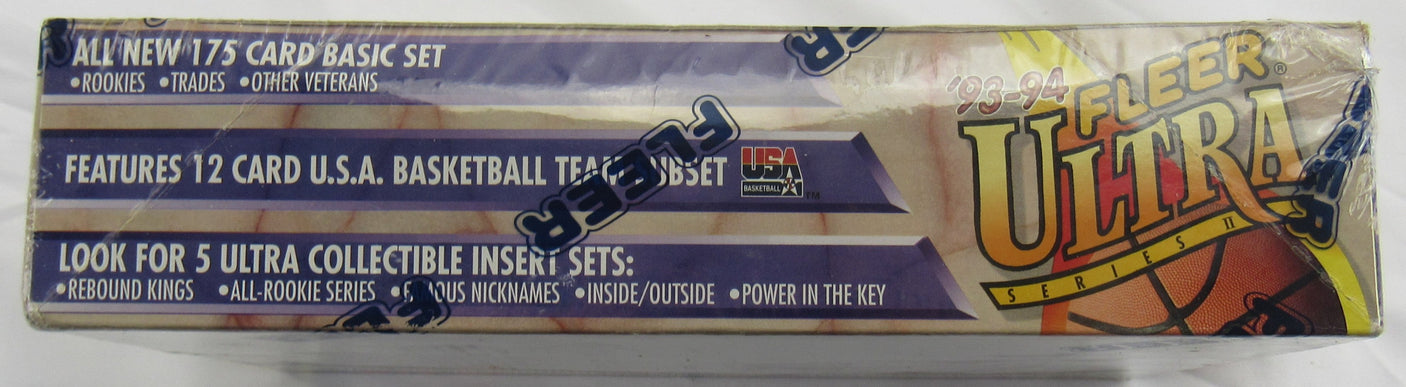 ALL NEW 175 CARD BASIC SET
•ROOKIES •TRADES •OTHER VETERANS
FEATURES 12 CARD U.S.A. BASKETBALL TEAM SUBSET
USA
BASKETBALL
TM
LOOK FOR 5 ULTRA COLLECTIBLE INSERT SETS:
•REBOUND KINGS •ALL-ROOKIE SERIES •FAMOUS NICKNAMES •INSIDE/OUTSIDE •POWER IN THE KEY
'93-94
FLEER®
ULTRA
SERIES II
FLEER
FLEER